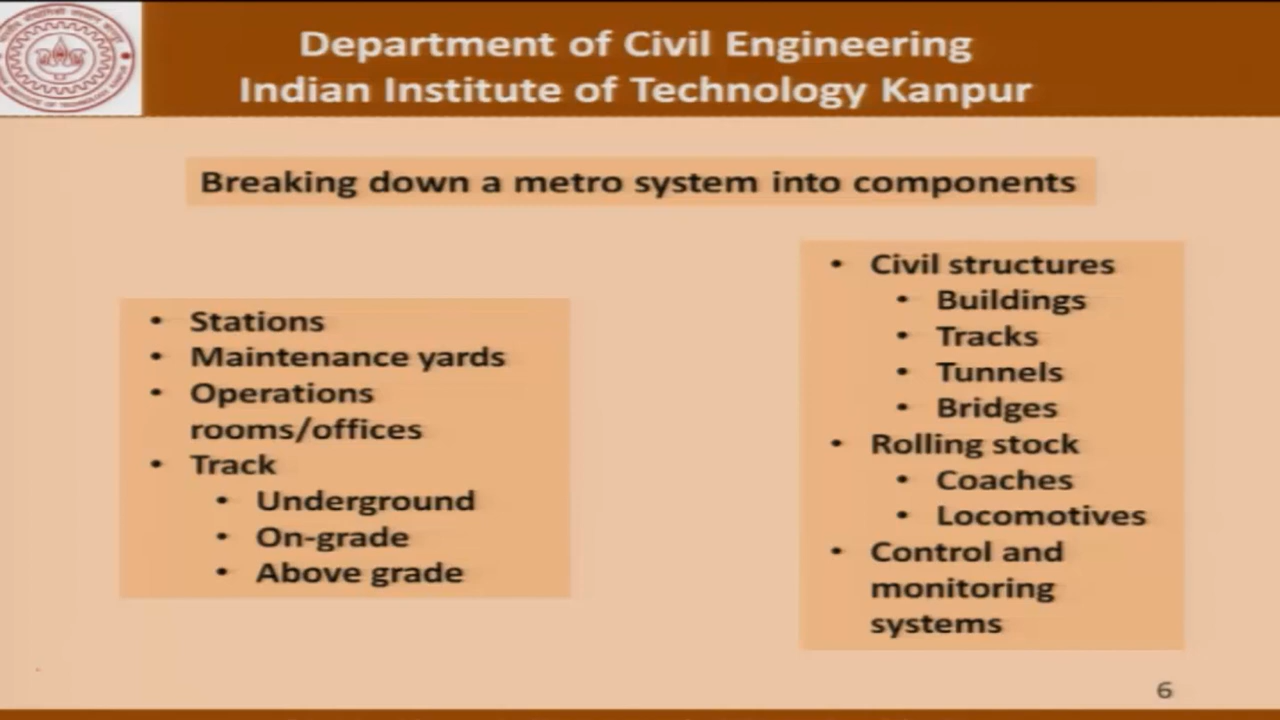 Department of Civil Engineering
Indian Institute of Technology Kanpur
Breaking down a metro system into components
• Stations
• Maintenance yards
• Operations
rooms/offices
• Track
• Underground
• On-grade
• Above grade
• Civil structures
• Buildings
• Tracks
• Tunnels
• Bridges
• Rolling stock
• Coaches
• Locomotives
• Control and
monitoring
systems
6